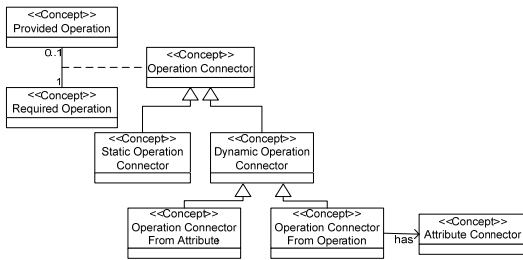 <<Concept>>
Provided Operation
0..1
1
<<Concept>>
Required Operation
<<Concept>>
Operation Connector
<<Concept>>
Static Operation
Connector
<<Concept>>
Dynamic Operation
Connector
<<Concept>>
Operation Connector
From Attribute
<<Concept>>
Operation Connector
From Operation
has
<<Concept>>
Attribute Connector